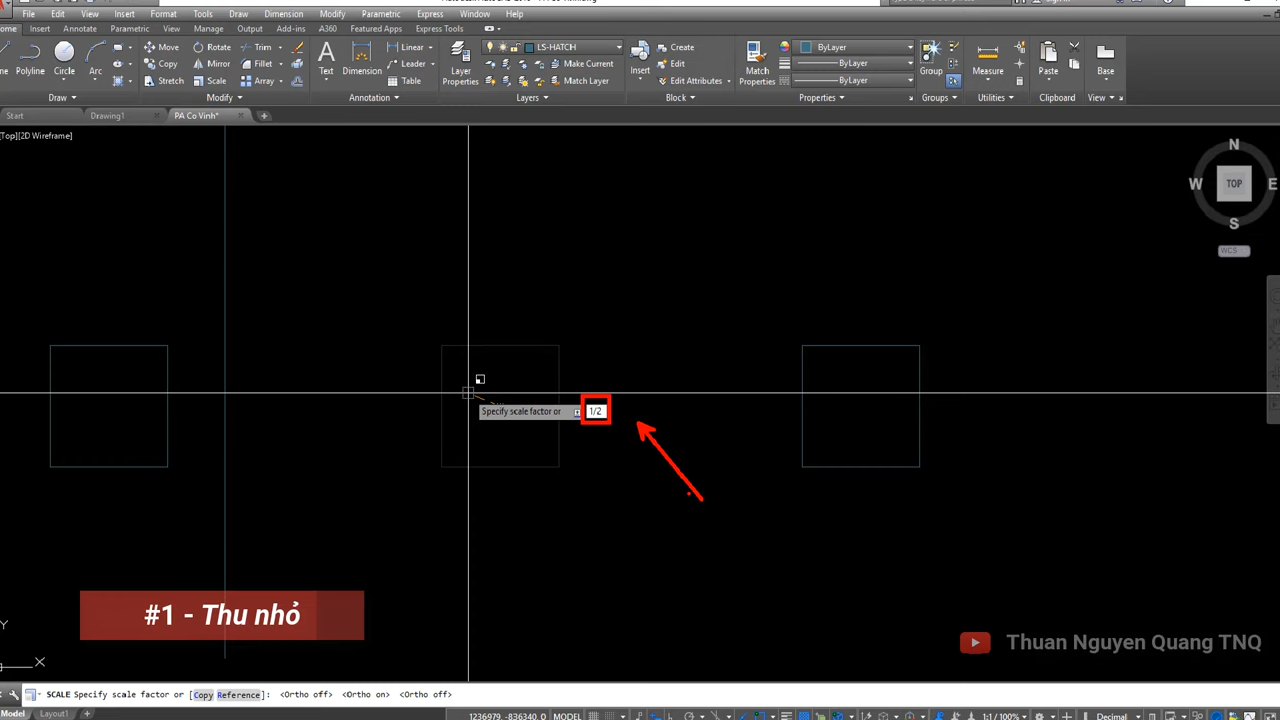 File Edit View Insert Format Tools Draw Dimension Modify Parametric Express Window Help
Insert Annotate Parametric View Manage Output Add-ins A360 Featured Apps Express Tools
Polyline Circle Arc
Move Rotate Trim
Copy Mirror Fillet
Stretch Scale Array
Text Dimension
Linear
Leader
Table
Layer Properties
LS-HATCH
Make Current
Match Layer
Insert
Create
Edit
Edit Attributes
Match Properties
ByLayer
ByLayer
ByLayer
Group
Measure
Paste
Base
Draw Modify Annotation Layers Block Properties Groups Utilities Clipboard View
Start Drawing1 PA Co Vinh*
[Top][2D Wireframe]
N
W TOP E
S
WCS
Specify scale factor or 1/2
#1 - Thu nhỏ
Thuan Nguyen Quang TNQ
Y
X
SCALE Specify scale factor or [Copy Reference]: <Ortho off> <Ortho on> <Ortho off>
Model Layout1
1236979, -836340, 0 MODEL 1:1 / 100% Decimal